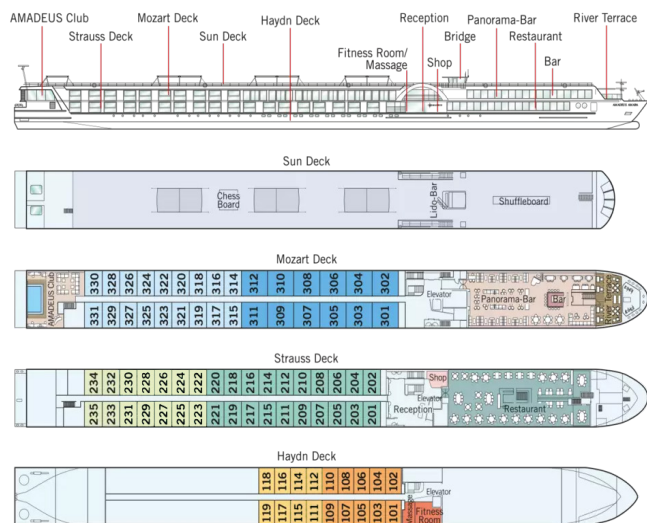 AMADEUS Club
Mozart Deck
Haydn Deck
Reception
Panorama-Bar
River Terrace
Strauss Deck
Sun Deck
Bridge
Restaurant
Fitness Room/
Massage
Shop
Bar
Sun Deck
Chess
Board
Lido-Bar
Shuffleboard
Mozart Deck
AMADEUS Club
330 328 326 324 322 320 318 316 314 312 310 308 306 304 302
Elevator
Panorama-Bar
Bar
331 329 327 325 323 321 319 317 315 311 309 307 305 303 301
Strauss Deck
234 232 230 228 226 224 222 220 218 216 214 212 210 208 206 204 202
Shop
Elevator
Reception
Restaurant
235 233 231 229 227 225 223 221 219 217 215 211 209 207 205 203 201
Haydn Deck
118 116 114 112 110 108 106 104 102
Elevator
Massage
Fitness
Room
119 117 115 111 109 107 105 103 101